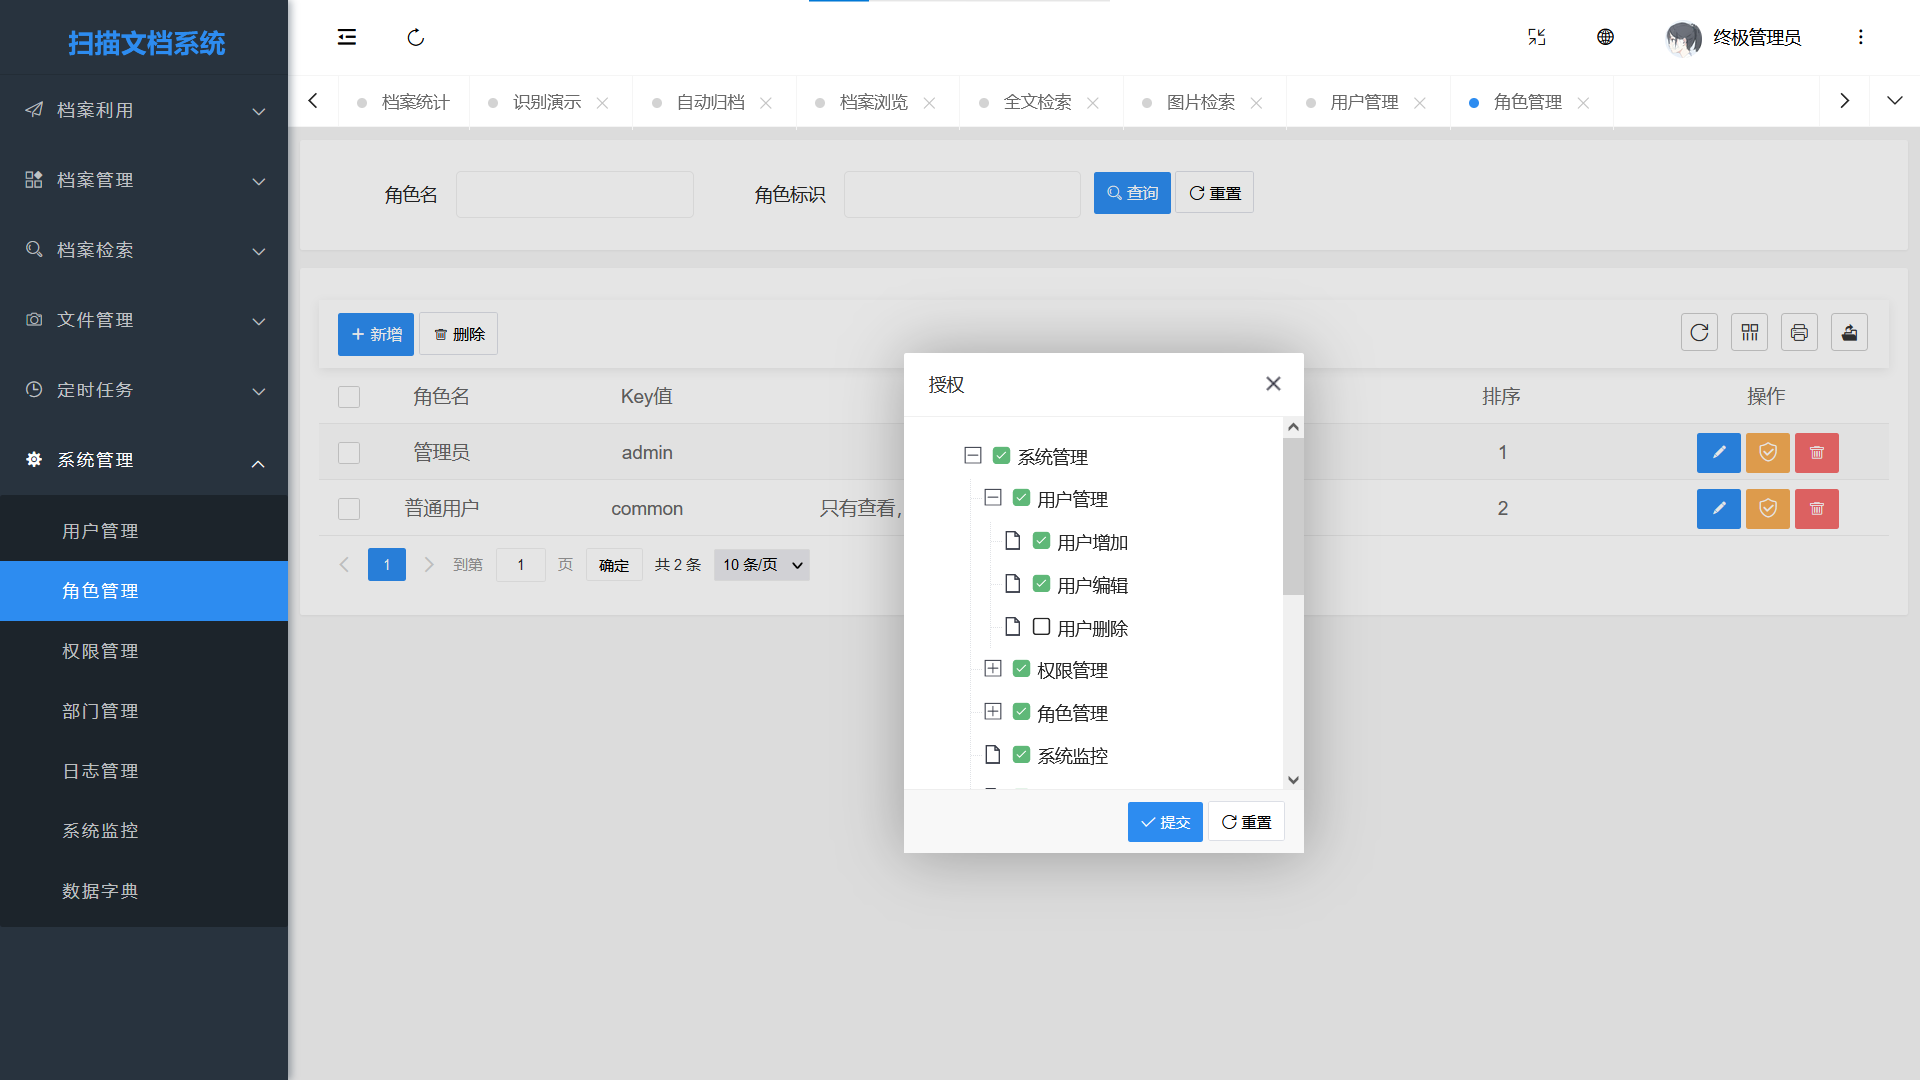 扫描文档系统
终极管理员
档案利用
档案管理
档案检索
文件管理
定时任务
系统管理
用户管理
角色管理
权限管理
部门管理
日志管理
系统监控
数据字典
档案统计 识别演示 自动归档 档案浏览 全文检索 图片检索 用户管理 角色管理
角色名 角色标识 查询 重置
新增 删除
角色名 Key值 排序 操作
管理员 admin 1
普通用户 common 只有查看, 2
1 到第 1 页 确定 共 2 条 10 条/页
授权
系统管理
用户管理
用户增加
用户编辑
用户删除
权限管理
角色管理
系统监控
提交 重置